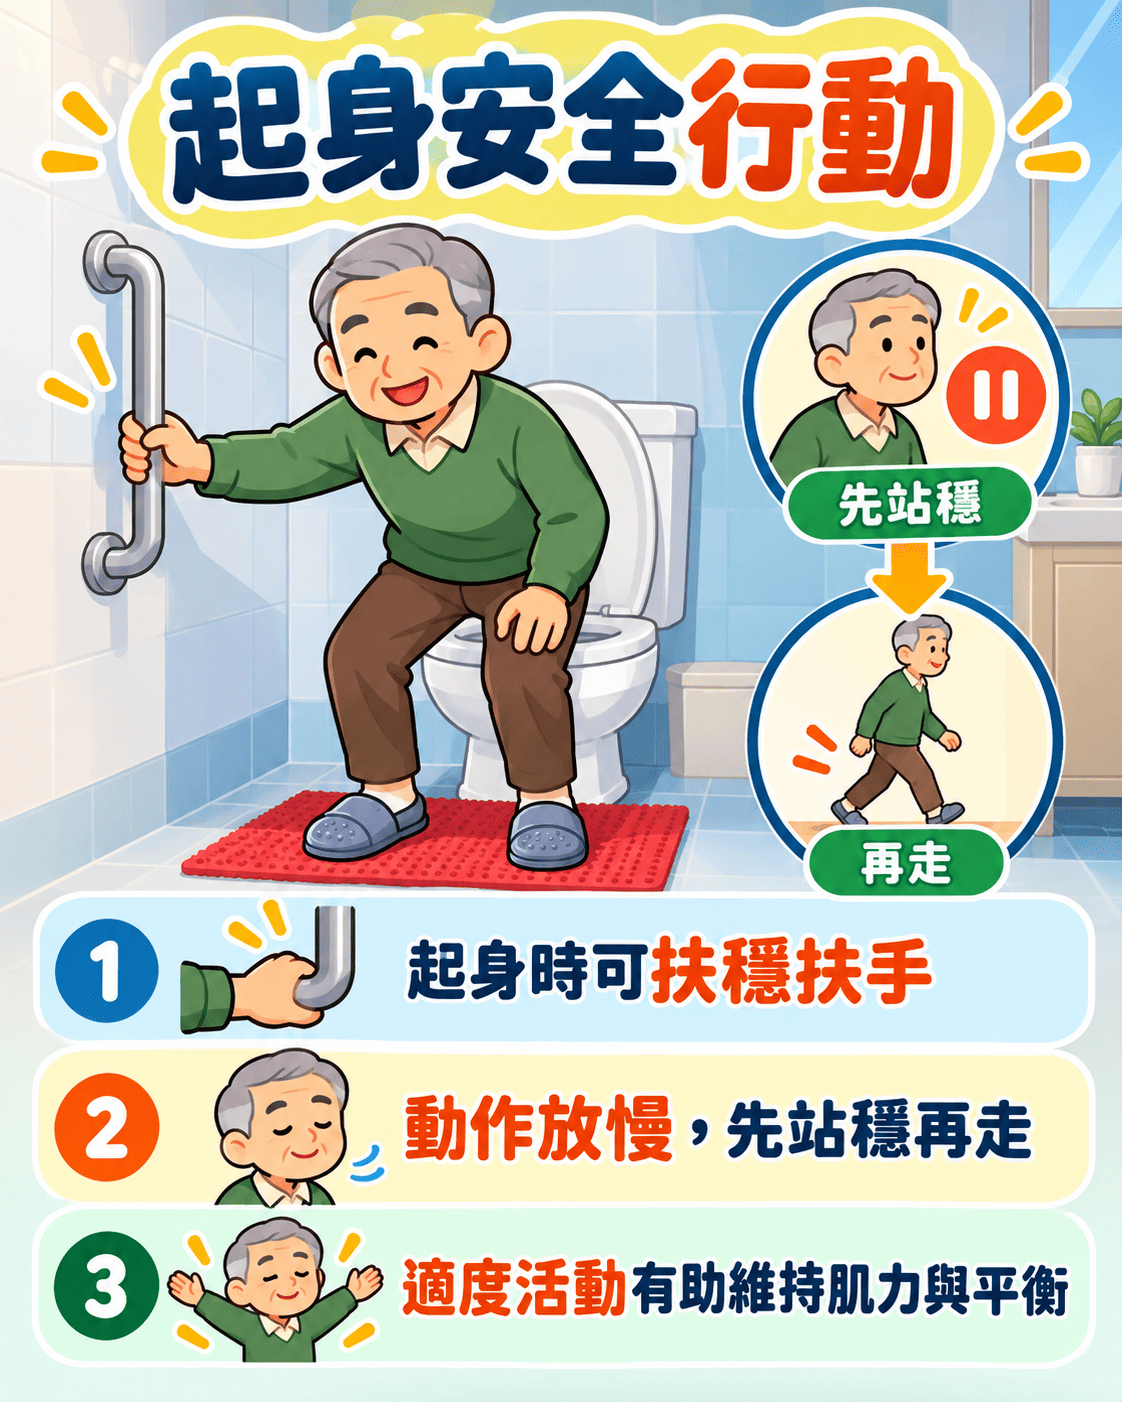 起身安全行動
先站穩
再走
1 起身時可扶穩扶手
2 動作放慢，先站穩再走
3 適度活動有助維持肌力與平衡